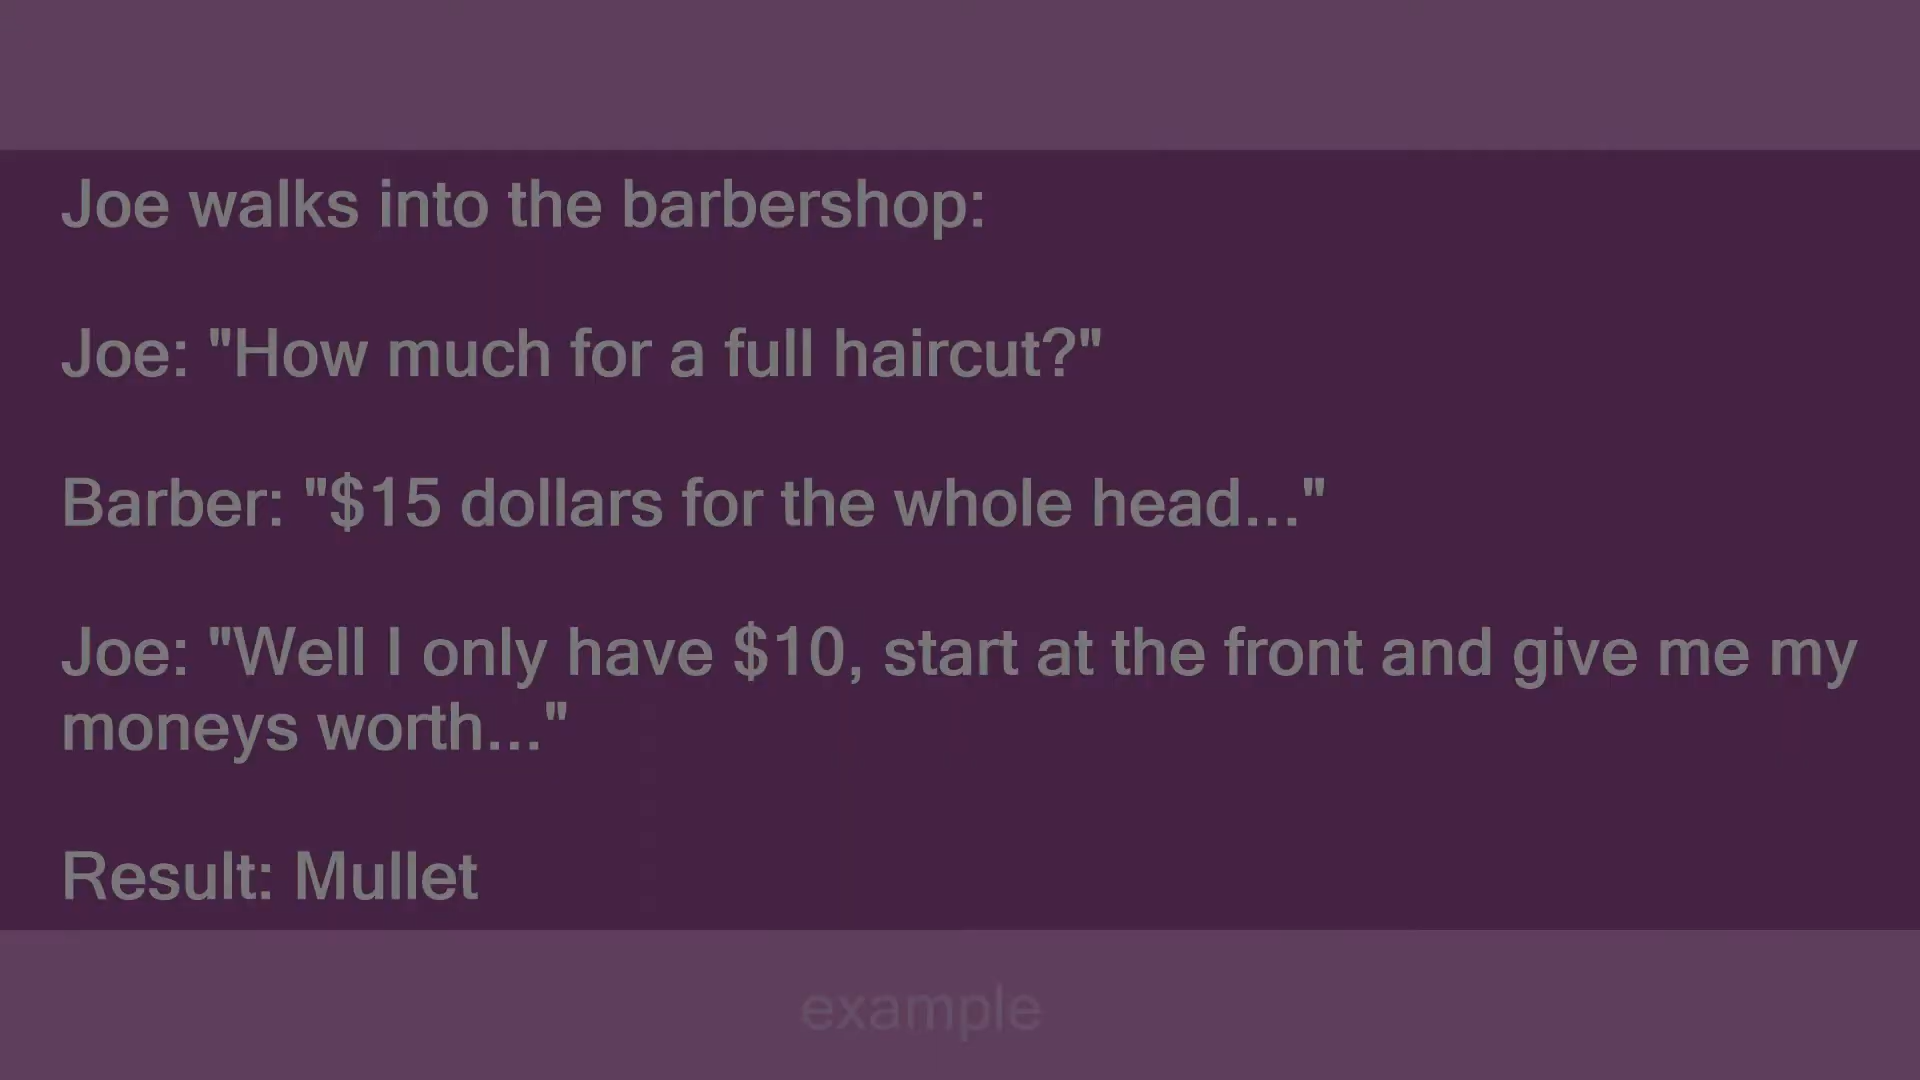 Joe walks into the barbershop:
Joe: "How much for a full haircut?"
Barber: "$15 dollars for the whole head..."
Joe: "Well I only have $10, start at the front and give me my
moneys worth..."
Result: Mullet
example